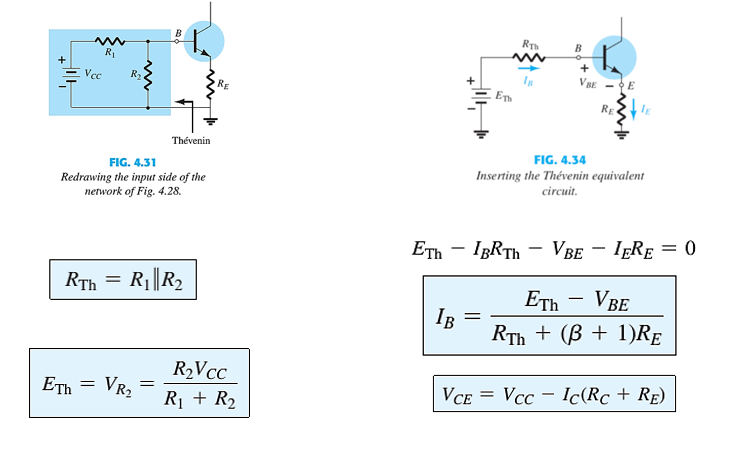 B
R1
+
VCC
R2
RE
Thévenin
FIG. 4.31
Redrawing the input side of the
network of Fig. 4.28.
RTh = R1∥R2
ETh = VR2 = R2VCC / R1 + R2
RTh
B
IB
+
VBE
−
E
+
ETh
RE
IE
FIG. 4.34
Inserting the Thévenin equivalent
circuit.
ETh − IBRTh − VBE − IERE = 0
IB = ETh − VBE / RTh + (β + 1)RE
VCE = VCC − IC(RC + RE)